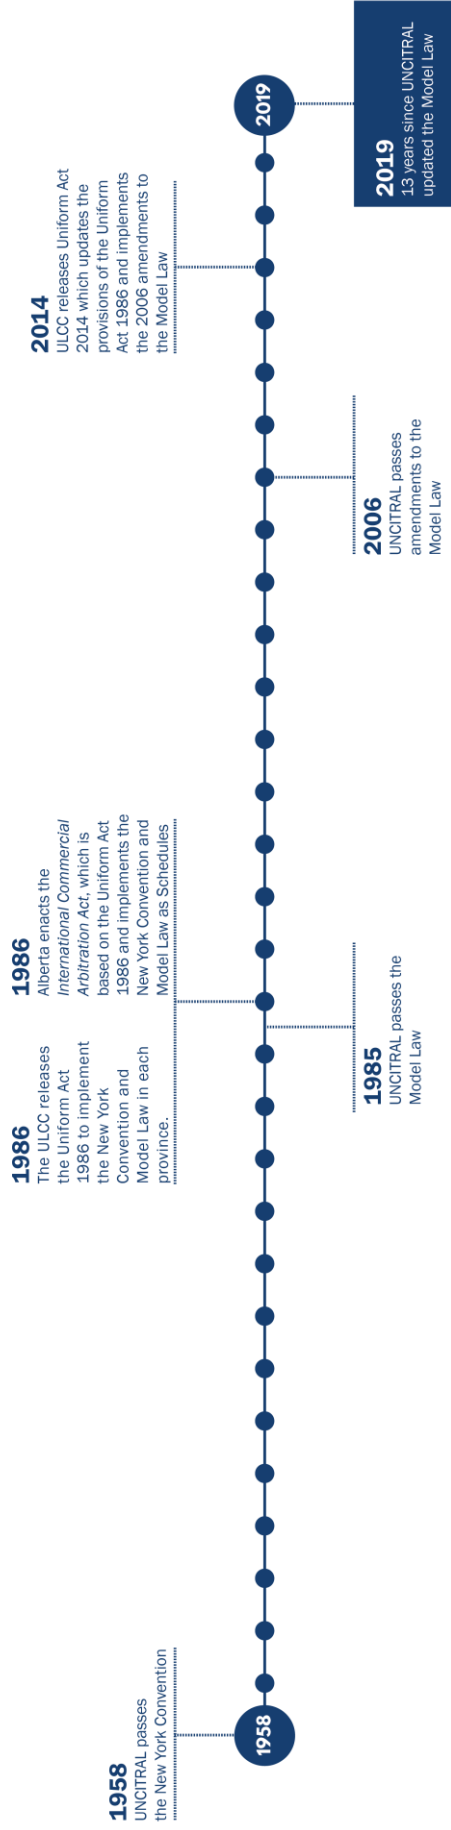 1958
UNCITRAL passes
the New York Convention
1986
The ULCC releases
the Uniform Act
1986 to implement
the New York
Convention and
Model Law in each
province.
1986
Alberta enacts the
International Commercial
Arbitration Act, which is
based on the Uniform Act
1986 and implements the
New York Convention and
Model Law as Schedules
2014
ULCC releases Uniform Act
2014 which updates the
provisions of the Uniform
Act 1986 and implements
the 2006 amendments to
the Model Law
1958
2019
1985
UNCITRAL passes the
Model Law
2006
UNCITRAL passes
amendments to the
Model Law
2019
13 years since UNCITRAL
updated the Model Law